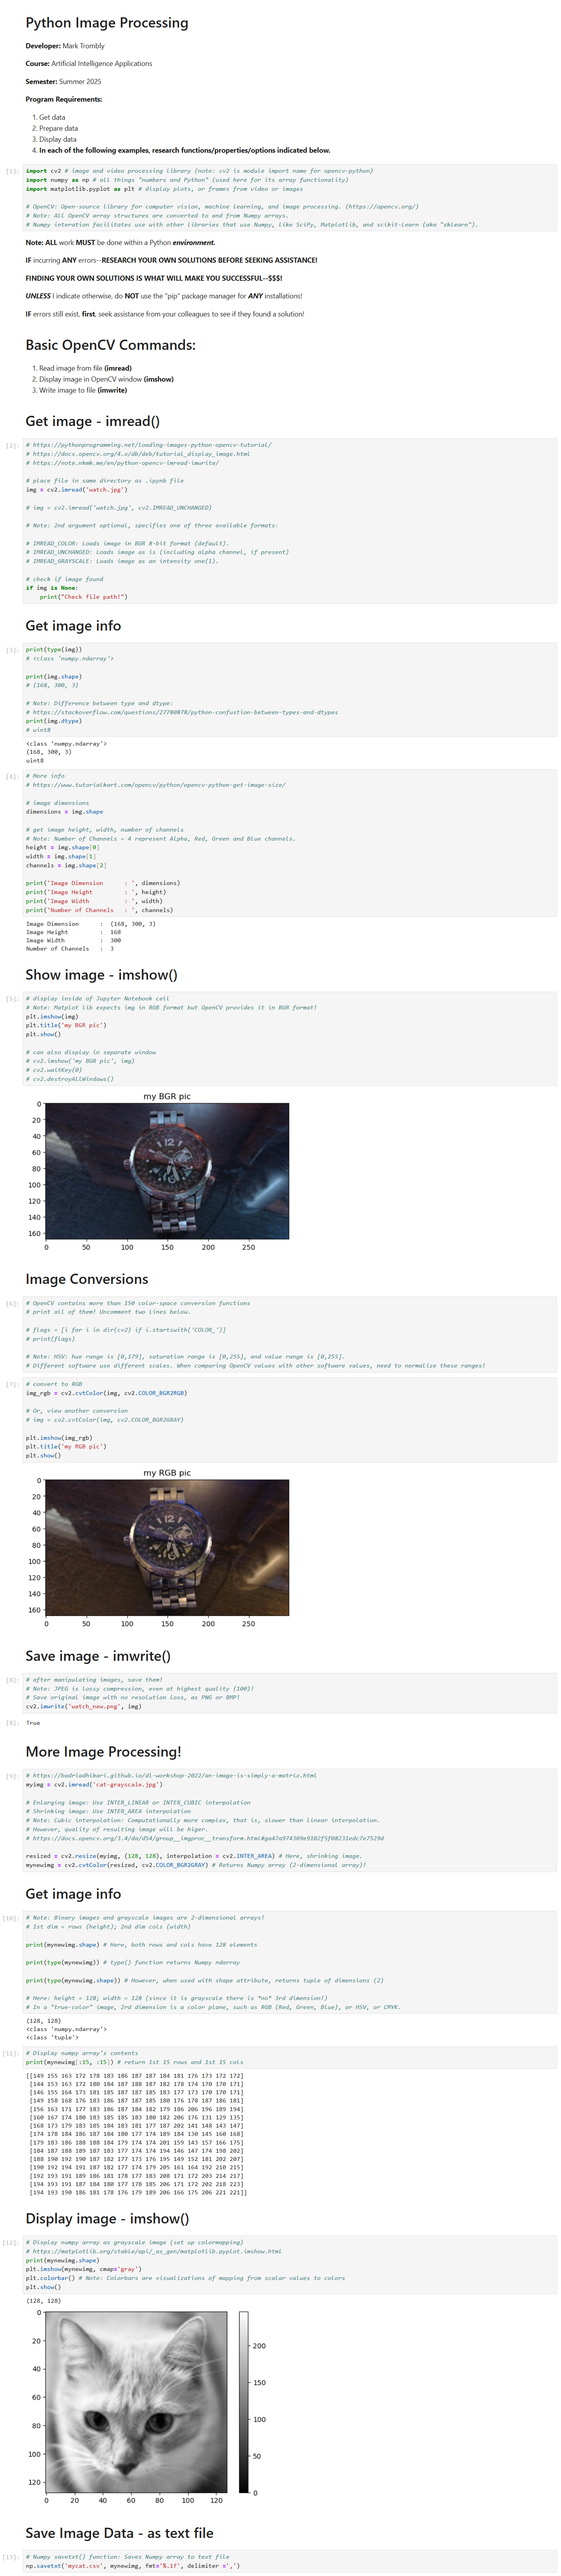 Python Image Processing
Developer: Mark Trombly
Course: Artificial Intelligence Applications
Semester: Summer 2025
Program Requirements:
1. Get data
2. Prepare data
3. Display data
4. In each of the following examples, research functions/properties/options indicated below.
[1]: import cv2 # image and video processing library (note: cv2 is module import name for opencv-python)
import numpy as np # all things "numbers and Python" (used here for its array functionality)
import matplotlib.pyplot as plt # display plots, or frames from video or images
# OpenCV: Open-source library for computer vision, machine learning, and image processing. (https://opencv.org/)
# Note: All OpenCV array structures are converted to and from Numpy arrays.
# Numpy interation facilitates use with other libraries that use Numpy, like SciPy, Matplotlib, and scikit-Learn (aka "sklearn").
Note: ALL work MUST be done within a Python environment.
IF incurring ANY errors--RESEARCH YOUR OWN SOLUTIONS BEFORE SEEKING ASSISTANCE!
FINDING YOUR OWN SOLUTIONS IS WHAT WILL MAKE YOU SUCCESSFUL--$$$!
UNLESS I indicate otherwise, do NOT use the "pip" package manager for ANY installations!
IF errors still exist, first, seek assistance from your colleagues to see if they found a solution!
Basic OpenCV Commands:
1. Read image from file (imread)
2. Display image in OpenCV window (imshow)
3. Write image to file (imwrite)
Get image - imread()
[2]: # https://pythonprogramming.net/loading-images-python-opencv-tutorial/
# https://docs.opencv.org/4.x/db/deb/tutorial_display_image.html
# https://note.nkmk.me/en/python-opencv-imread-imwrite/
# place file in same directory as .ipynb file
img = cv2.imread('watch.jpg')
# img = cv2.imread('watch.jpg', cv2.IMREAD_UNCHANGED)
# Note: 2nd argument optional, specifies one of three available formats:
# IMREAD_COLOR: Loads image in BGR 8-bit format (default).
# IMREAD_UNCHANGED: Loads image as is (including alpha channel, if present)
# IMREAD_GRAYSCALE: Loads image as an intensity one(1).
# check if image found
if img is None:
print("Check file path!")
Get image info
[3]: print(type(img))
# <class 'numpy.ndarray'>
print(img.shape)
# (168, 300, 3)
# Note: Difference between type and dtype:
# https://stackoverflow.com/questions/27780878/python-confustion-between-types-and-dtypes
print(img.dtype)
# uint8
<class 'numpy.ndarray'>
(168, 300, 3)
uint8
[4]: # More info
# https://www.tutorialkart.com/opencv/python/opencv-python-get-image-size/
# image dimensions
dimensions = img.shape
# get image height, width, number of channels
# Note: Number of Channels = 4 represent Alpha, Red, Green and Blue channels.
height = img.shape[0]
width = img.shape[1]
channels = img.shape[2]
print('Image Dimension : ', dimensions)
print('Image Height : ', height)
print('Image Width : ', width)
print('Number of Channels : ', channels)
Image Dimension : (168, 300, 3)
Image Height : 168
Image Width : 300
Number of Channels : 3
Show image - imshow()
[5]: # display inside of Jupyter Notebook cell
# Note: Matplot lib expects img in RGB format but OpenCV provides it in BGR format!
plt.imshow(img)
plt.title('my BGR pic')
plt.show()
# can also display in separate window
# cv2.imshow('my BGR pic', img)
# cv2.waitKey(0)
# cv2.destroyAllWindows()
my BGR pic
0
20
40
60
80
100
120
140
160
0 50 100 150 200 250
Image Conversions
[6]: # OpenCV contains more than 150 color-space conversion functions
# print all of them! Uncomment two lines below.
# flags = [i for i in dir(cv2) if i.startswith('COLOR_')]
# print(flags)
# Note: HSV: hue range is [0,179], saturation range is [0,255], and value range is [0,255].
# Different software use different scales. When comparing OpenCV values with other software values, need to normalize these ranges!
[7]: # convert to RGB
img_rgb = cv2.cvtColor(img, cv2.COLOR_BGR2RGB)
# Or, view another conversion
# img = cv2.cvtColor(img, cv2.COLOR_BGR2GRAY)
plt.imshow(img_rgb)
plt.title('my RGB pic')
plt.show()
my RGB pic
0
20
40
60
80
100
120
140
160
0 50 100 150 200 250
Save image - imwrite()
[8]: # after manipulating images, save them!
# Note: JPEG is lossy compression, even at highest quality (100)!
# Save original image with no resolution loss, as PNG or BMP!
cv2.imwrite('watch_new.png', img)
[8]: True
More Image Processing!
[9]: # https://badriadhikari.github.io/dl-workshop-2022/an-image-is-simply-a-matrix.html
myimg = cv2.imread('cat-grayscale.jpg')
# Enlarging image: Use INTER_LINEAR or INTER_CUBIC interpolation
# Shrinking image: Use INTER_AREA interpolation
# Note: Cubic interpolation: Computationally more complex, that is, slower than linear interpolation.
# However, quality of resulting image will be higer.
# https://docs.opencv.org/3.4/da/d54/group__imgproc__transform.html#ga47a974309e9102f5f08231edc7e7529d
resized = cv2.resize(myimg, (128, 128), interpolation = cv2.INTER_AREA) # Here, shrinking image.
mynewimg = cv2.cvtColor(resized, cv2.COLOR_BGR2GRAY) # Returns Numpy array (2-dimensional array)!
Get image info
[10]: # Note: Binary images and grayscale images are 2-dimensional arrays!
# 1st dim = rows (height); 2nd dim cols (width)
print(mynewimg.shape) # Here, both rows and cols have 128 elements
print(type(mynewimg)) # type() function returns Numpy ndarray
print(type(mynewimg.shape)) # However, when used with shape attribute, returns tuple of dimensions (2)
# Here: height = 128; width = 128 (since it is grayscale there is *no* 3rd dimension!)
# In a "true-color" image, 2rd dimension is a color plane, such as RGB (Red, Green, Blue), or HSV, or CMYK.
(128, 128)
<class 'numpy.ndarray'>
<class 'tuple'>
[11]: # Display numpy array's contents
print(mynewimg[:15, :15]) # return 1st 15 rows and 1st 15 cols
[[149 155 163 172 178 183 186 187 187 184 181 176 173 172 172]
[144 153 163 172 180 184 187 188 187 182 178 174 170 170 171]
[146 155 164 173 181 185 187 187 185 183 177 173 170 170 171]
[149 158 168 176 183 186 187 187 185 180 176 178 187 186 181]
[156 163 171 177 183 186 187 184 182 179 186 206 196 189 194]
[160 167 174 180 183 185 185 183 180 182 206 176 131 129 135]
[168 173 179 183 185 184 183 181 177 187 202 141 148 143 147]
[174 178 184 186 187 184 180 177 174 189 184 130 145 160 168]
[179 183 186 188 188 184 179 174 174 201 159 143 157 166 175]
[184 187 188 189 187 183 177 174 174 194 146 147 174 198 202]
[188 190 192 190 187 182 177 173 176 195 149 152 181 202 207]
[190 192 194 191 187 182 177 174 179 205 161 164 192 210 215]
[192 193 191 189 186 181 178 177 183 208 171 172 203 214 217]
[194 193 191 187 184 180 177 178 185 206 171 172 202 218 223]
[194 193 190 186 181 178 176 179 189 206 166 175 206 221 221]]
Display image - imshow()
[12]: # Display numpy array as grayscale image (set up colormapping)
# https://matplotlib.org/stable/api/_as_gen/matplotlib.pyplot.imshow.html
print(mynewimg.shape)
plt.imshow(mynewimg, cmap='gray')
plt.colorbar() # Note: Colorbars are visualizations of mapping from scalar values to colors
plt.show()
(128, 128)
0
20
40
60
80
100
120
0 20 40 60 80 100 120
200
150
100
50
0
Save Image Data - as text file
[13]: # Numpy savetxt() function: Saves Numpy array to text file
np.savetxt('mycat.csv', mynewimg, fmt='%.1f', delimiter =',')